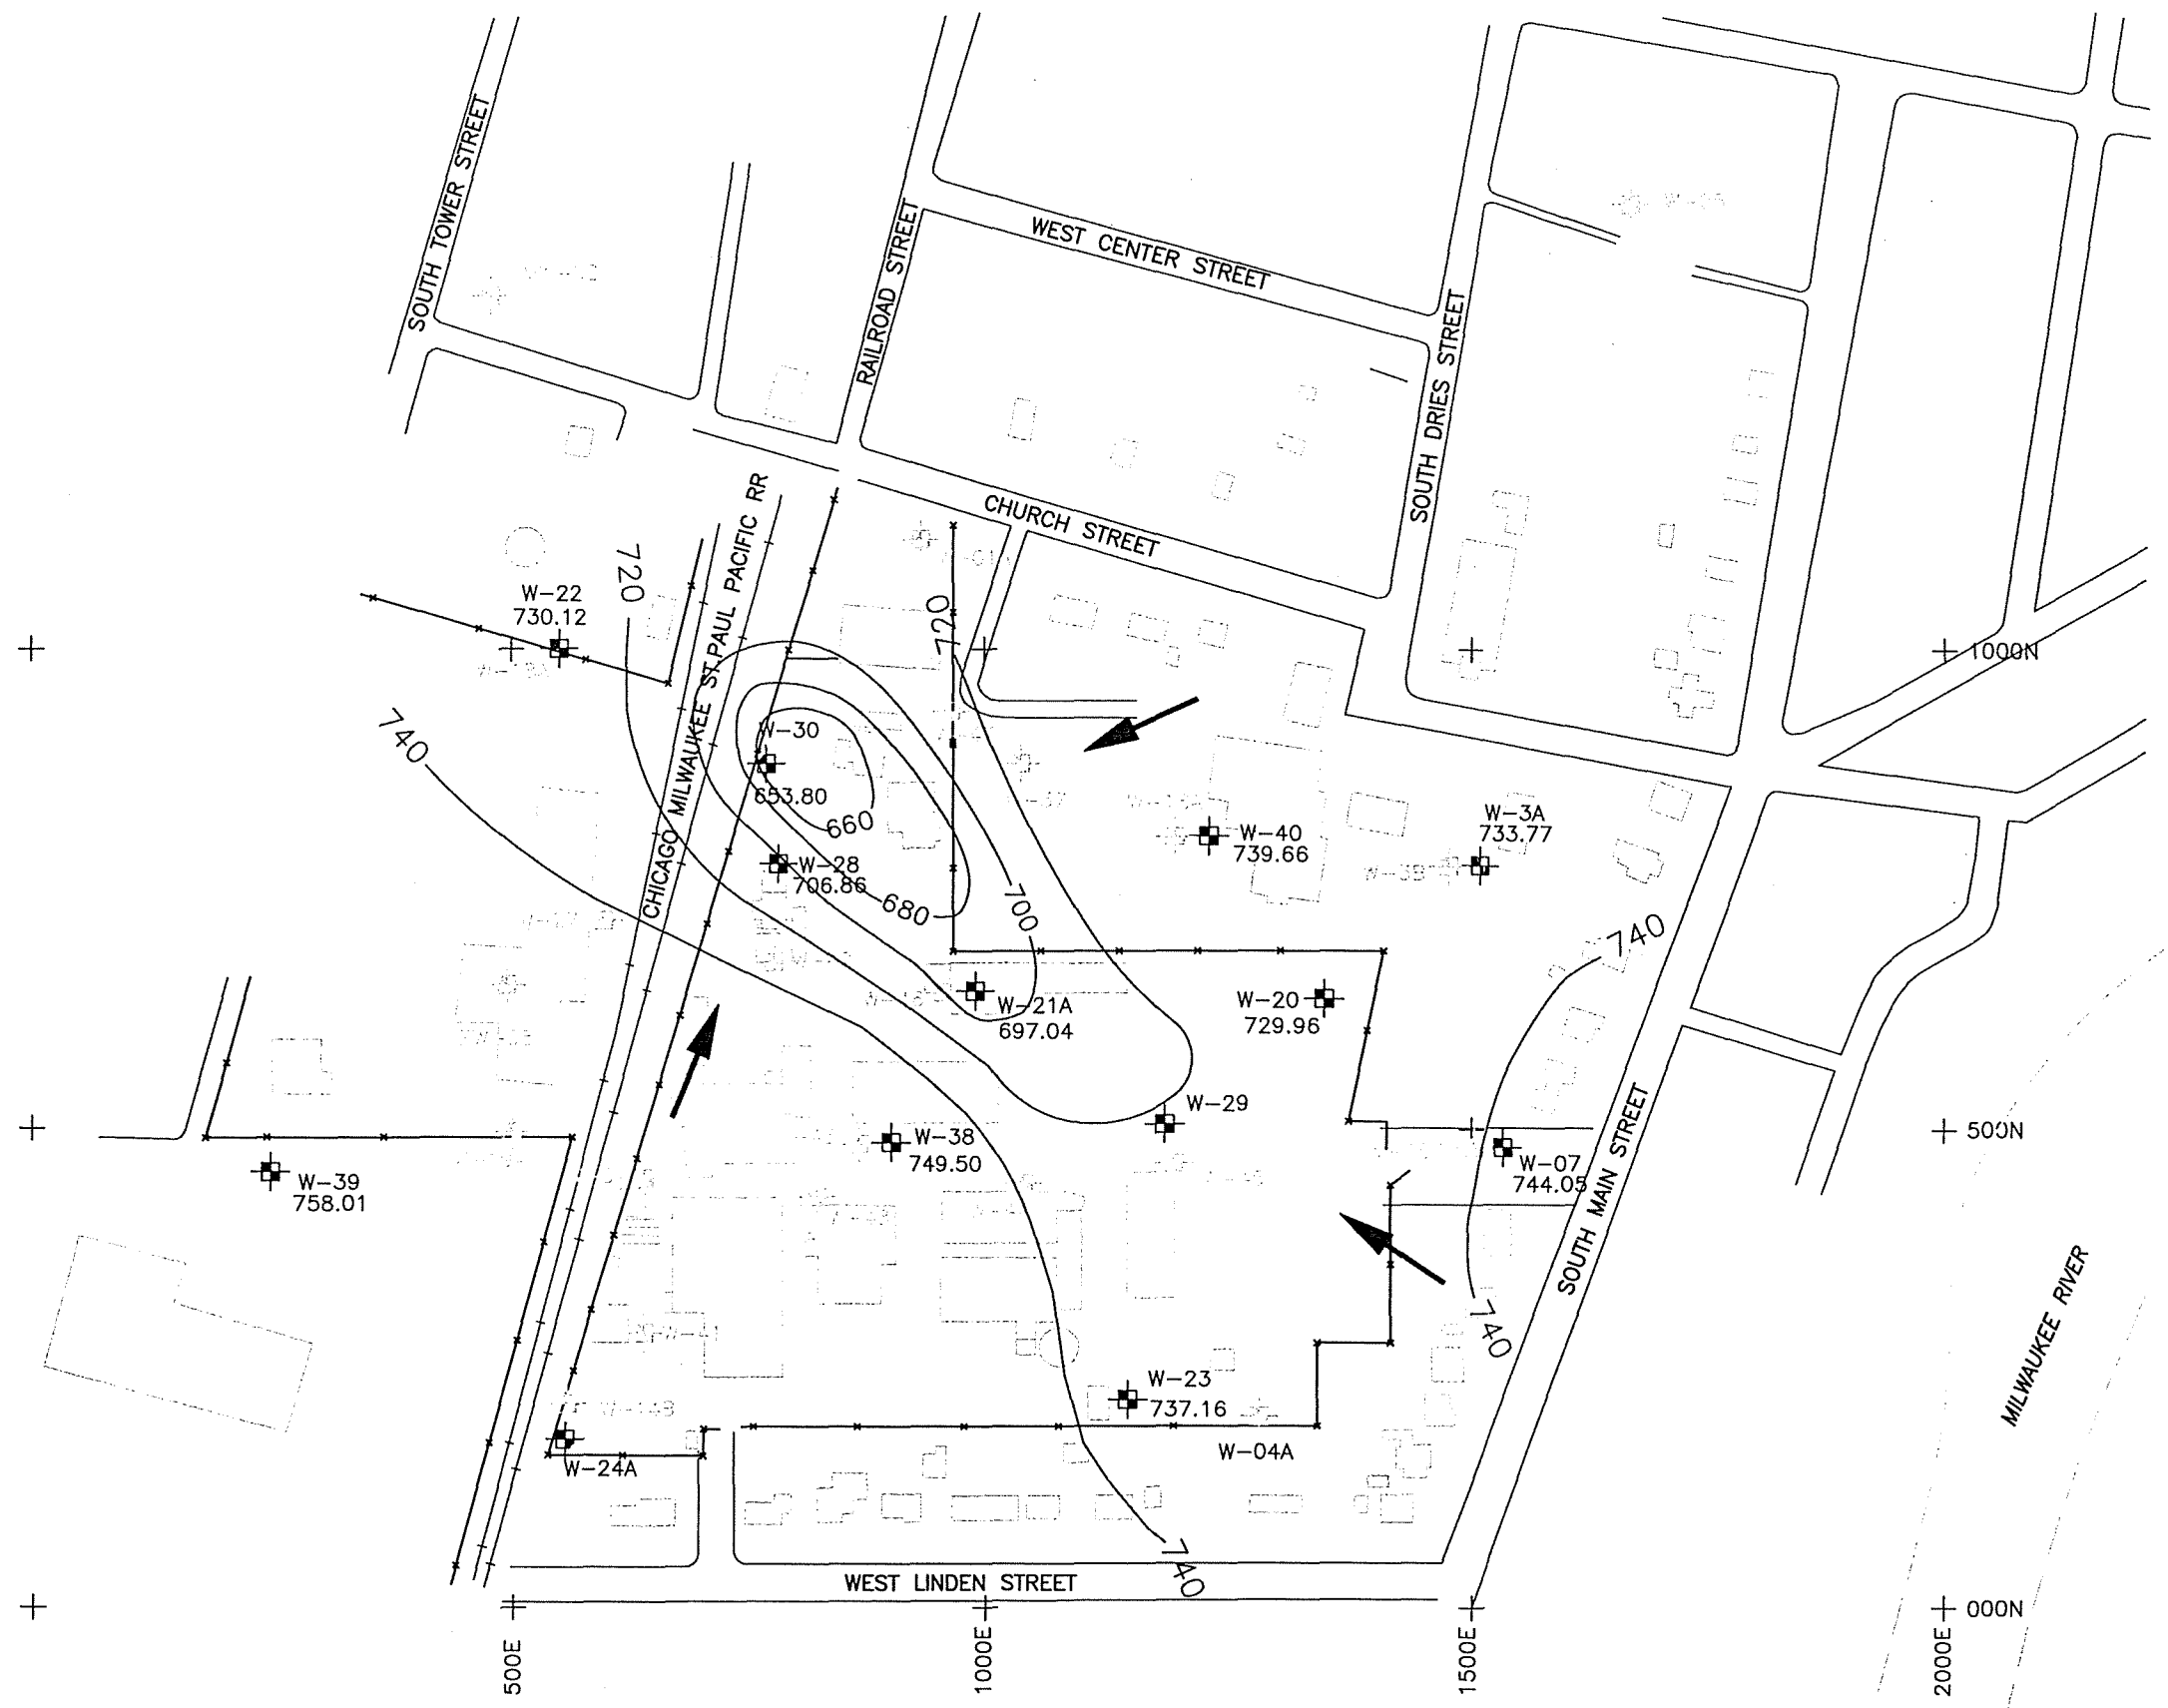 SOUTH TOWER STREET
RAILROAD STREET
WEST CENTER STREET
SOUTH DRIES STREET
CHURCH STREET
CHICAGO MILWAUKEE ST.PAUL PACIFIC RR
720
W-22
730.12
720
1000N
740
W-30
653.80
660
W-28
706.86
680
700
W-40
739.66
W-3A
733.77
W-3B
740
W-21A
697.04
W-20
729.96
W-29
500N
W-38
749.50
W-39
758.01
W-07
744.05
SOUTH MAIN STREET
740
MILWAUKEE RIVER
W-23
737.16
W-14B
W-04A
W-24A
740
WEST LINDEN STREET
000N
500E
1000E
1500E
2000E